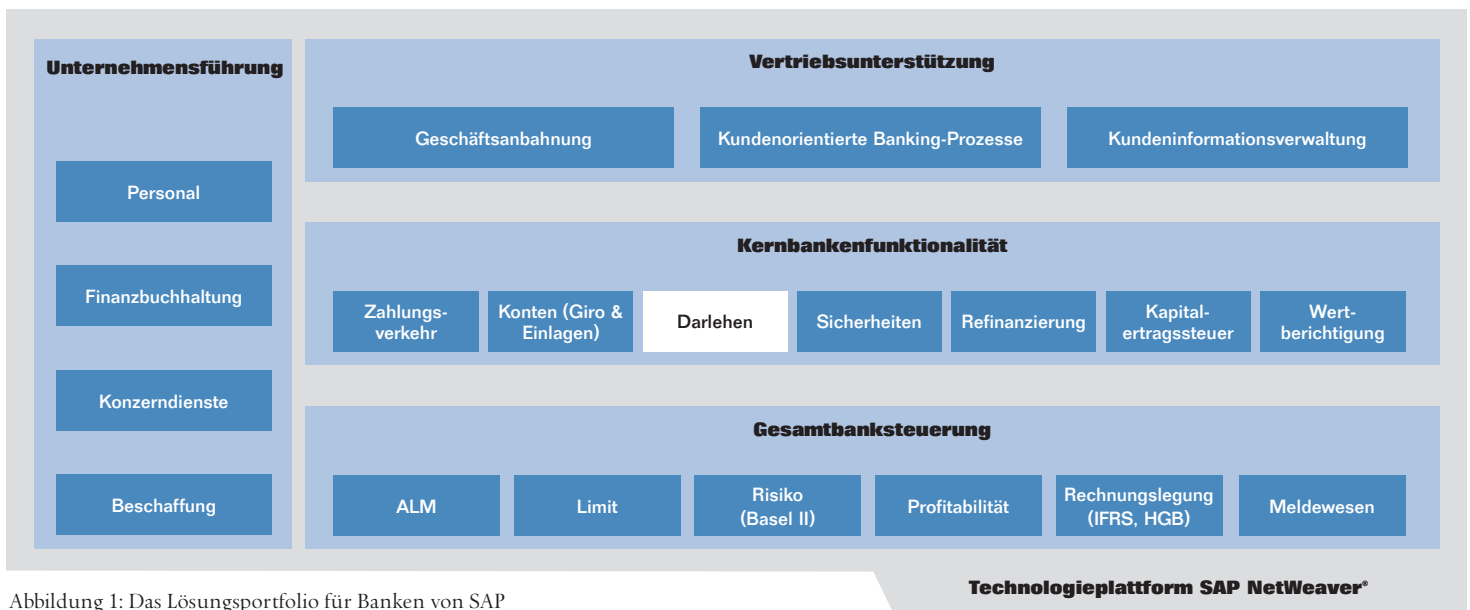 Unternehmensführung
Personal
Finanzbuchhaltung
Konzerndienste
Beschaffung
Vertriebsunterstützung
Geschäftsanbahnung
Kundenorientierte Banking-Prozesse
Kundeninformationsverwaltung
Kernbankenfunktionalität
Zahlungs-
verkehr
Konten (Giro &
Einlagen)
Darlehen
Sicherheiten
Refinanzierung
Kapital-
ertragssteuer
Wert-
berichtigung
Gesamtbanksteuerung
ALM
Limit
Risiko
(Basel II)
Profitabilität
Rechnungslegung
(IFRS, HGB)
Meldewesen
Technologieplattform SAP NetWeaver®
Abbildung 1: Das Lösungsportfolio für Banken von SAP